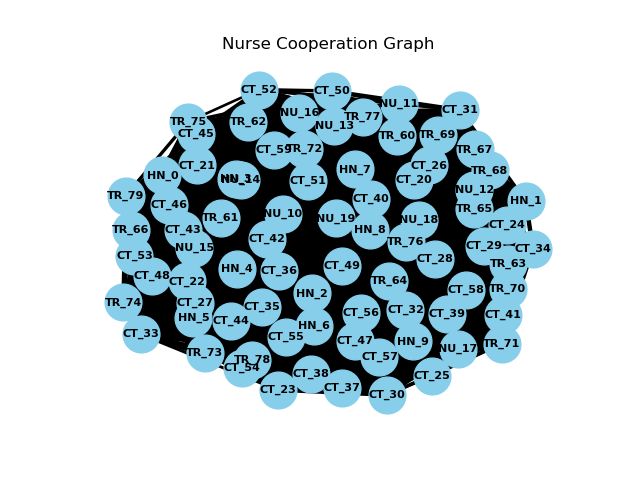 Nurse Cooperation Graph
CT_52
CT_50
NU_11
CT_31
NU_16
TR_77
TR_75
TR_62
NU_13
CT_45
TR_60
TR_69
CT_59
TR_72
TR_67
CT_21
CT_26
HN_7
TR_68
HN_0
NU_14
CT_51
CT_20
NU_12
TR_79
CT_40
HN_1
CT_46
TR_65
NU_10
TR_61
NU_19
NU_18
CT_24
TR_66
CT_43
HN_8
CT_42
TR_76
CT_29
NU_15
CT_34
CT_53
CT_28
TR_63
CT_49
HN_4
CT_36
CT_48
CT_22
TR_64
TR_70
CT_58
HN_2
TR_74
CT_27
CT_35
CT_32
CT_56
CT_39
CT_41
HN_5
CT_44
HN_6
CT_33
CT_55
CT_47
HN_9
TR_71
NU_17
TR_73
CT_57
TR_78
CT_54
CT_38
CT_25
CT_37
CT_23
CT_30